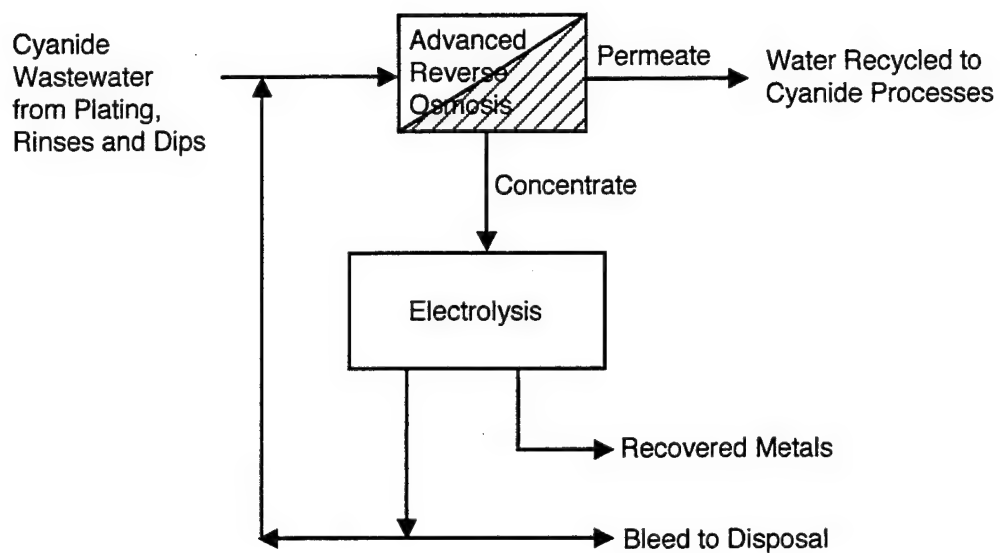 Cyanide
Wastewater
from Plating,
Rinses and Dips
Advanced
Reverse
Osmosis
Permeate
Water Recycled to
Cyanide Processes
Concentrate
Electrolysis
Recovered Metals
Bleed to Disposal